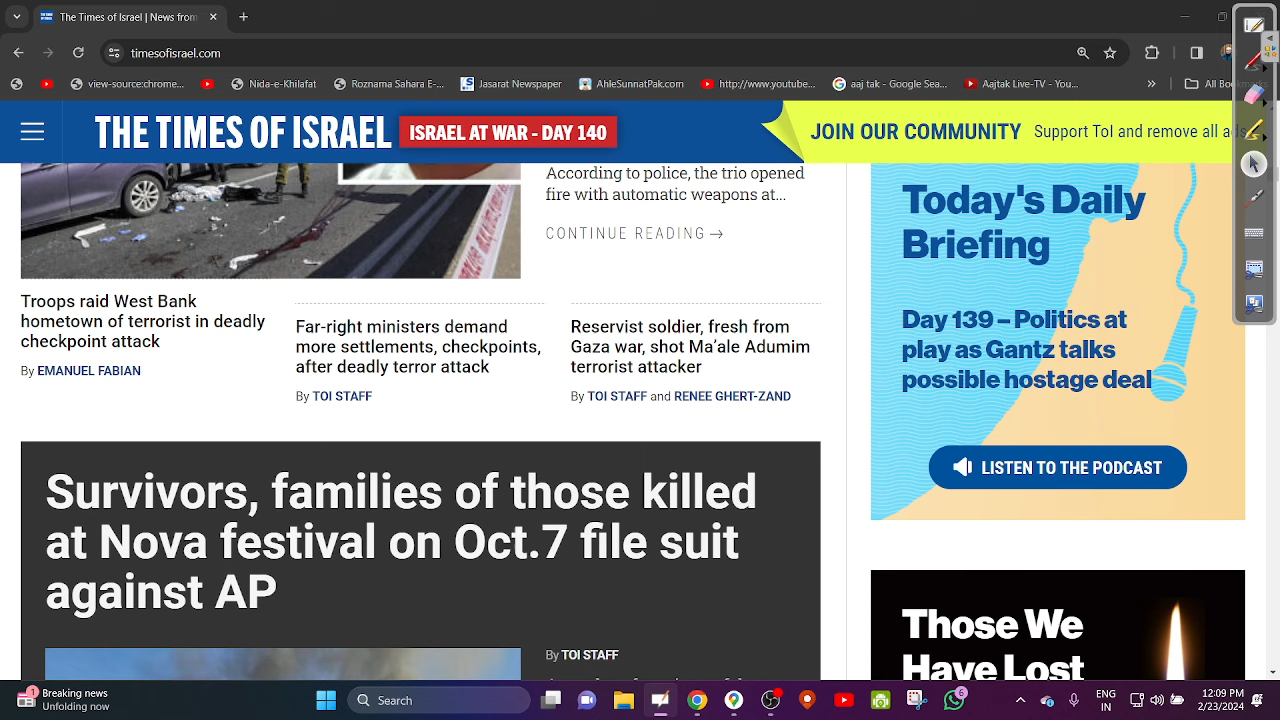 The Times of Israel | News from
timesofisrael.com
view-source:chrome...
Nida-e-Khilafat
Roznama Sahara E-...
Jasarat Newspaper
AhleSunnatPak.com
http://www.youtube...
aaj tak - Google Sea...
Aajtak Live-TV - You...
All Bookmarks
THE TIMES OF ISRAEL
ISRAEL AT WAR - DAY 140
JOIN OUR COMMUNITY Support ToI and remove all ads
According to police, the trio opened
fire with automatic weapons at...
CONTINUE READING →
Troops raid West Bank
hometown of terrorist in deadly
checkpoint attack
By EMANUEL FABIAN
Far-right ministers demand
more settlements, checkpoints,
after deadly terror attack
By TOI STAFF
Reservist soldier, fresh from
Gaza war, shot Ma'ale Adumim
terrorist attacker
By TOI STAFF and RENEE GHERT-ZAND
Today's Daily
Briefing
Day 139 – Politics at
play as Gantz talks
possible hostage deal
LISTEN TO THE PODCAST
Survivors, families of those killed
at Nova festival on Oct.7 file suit
against AP
By TOI STAFF
Those We
Have Lost
1
Breaking news
Unfolding now
Search
6
ENG
IN
12:09 PM
2/23/2024